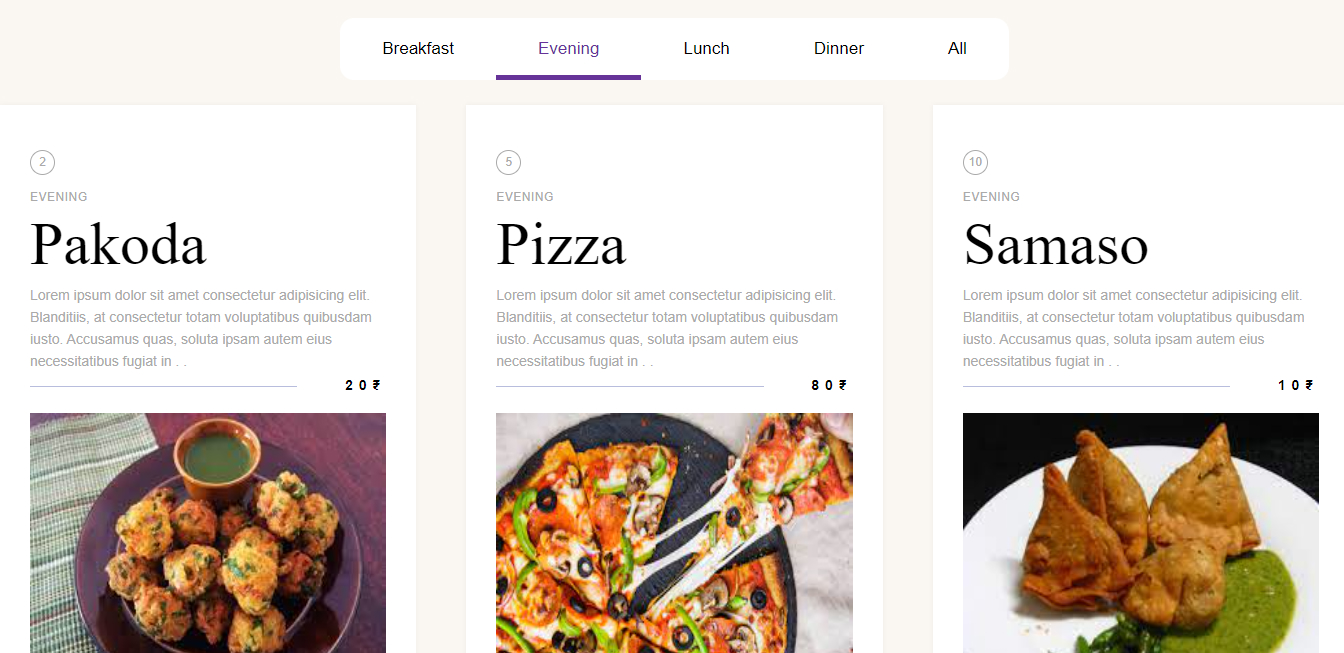 Breakfast Evening Lunch Dinner All
2
EVENING
Pakoda
Lorem ipsum dolor sit amet consectetur adipisicing elit.
Blanditiis, at consectetur totam voluptatibus quibusdam
iusto. Accusamus quas, soluta ipsam autem eius
necessitatibus fugiat in . .
20₹
5
EVENING
Pizza
Lorem ipsum dolor sit amet consectetur adipisicing elit.
Blanditiis, at consectetur totam voluptatibus quibusdam
iusto. Accusamus quas, soluta ipsam autem eius
necessitatibus fugiat in . .
80₹
10
EVENING
Samaso
Lorem ipsum dolor sit amet consectetur adipisicing elit.
Blanditiis, at consectetur totam voluptatibus quibusdam
iusto. Accusamus quas, soluta ipsam autem eius
necessitatibus fugiat in . .
10₹